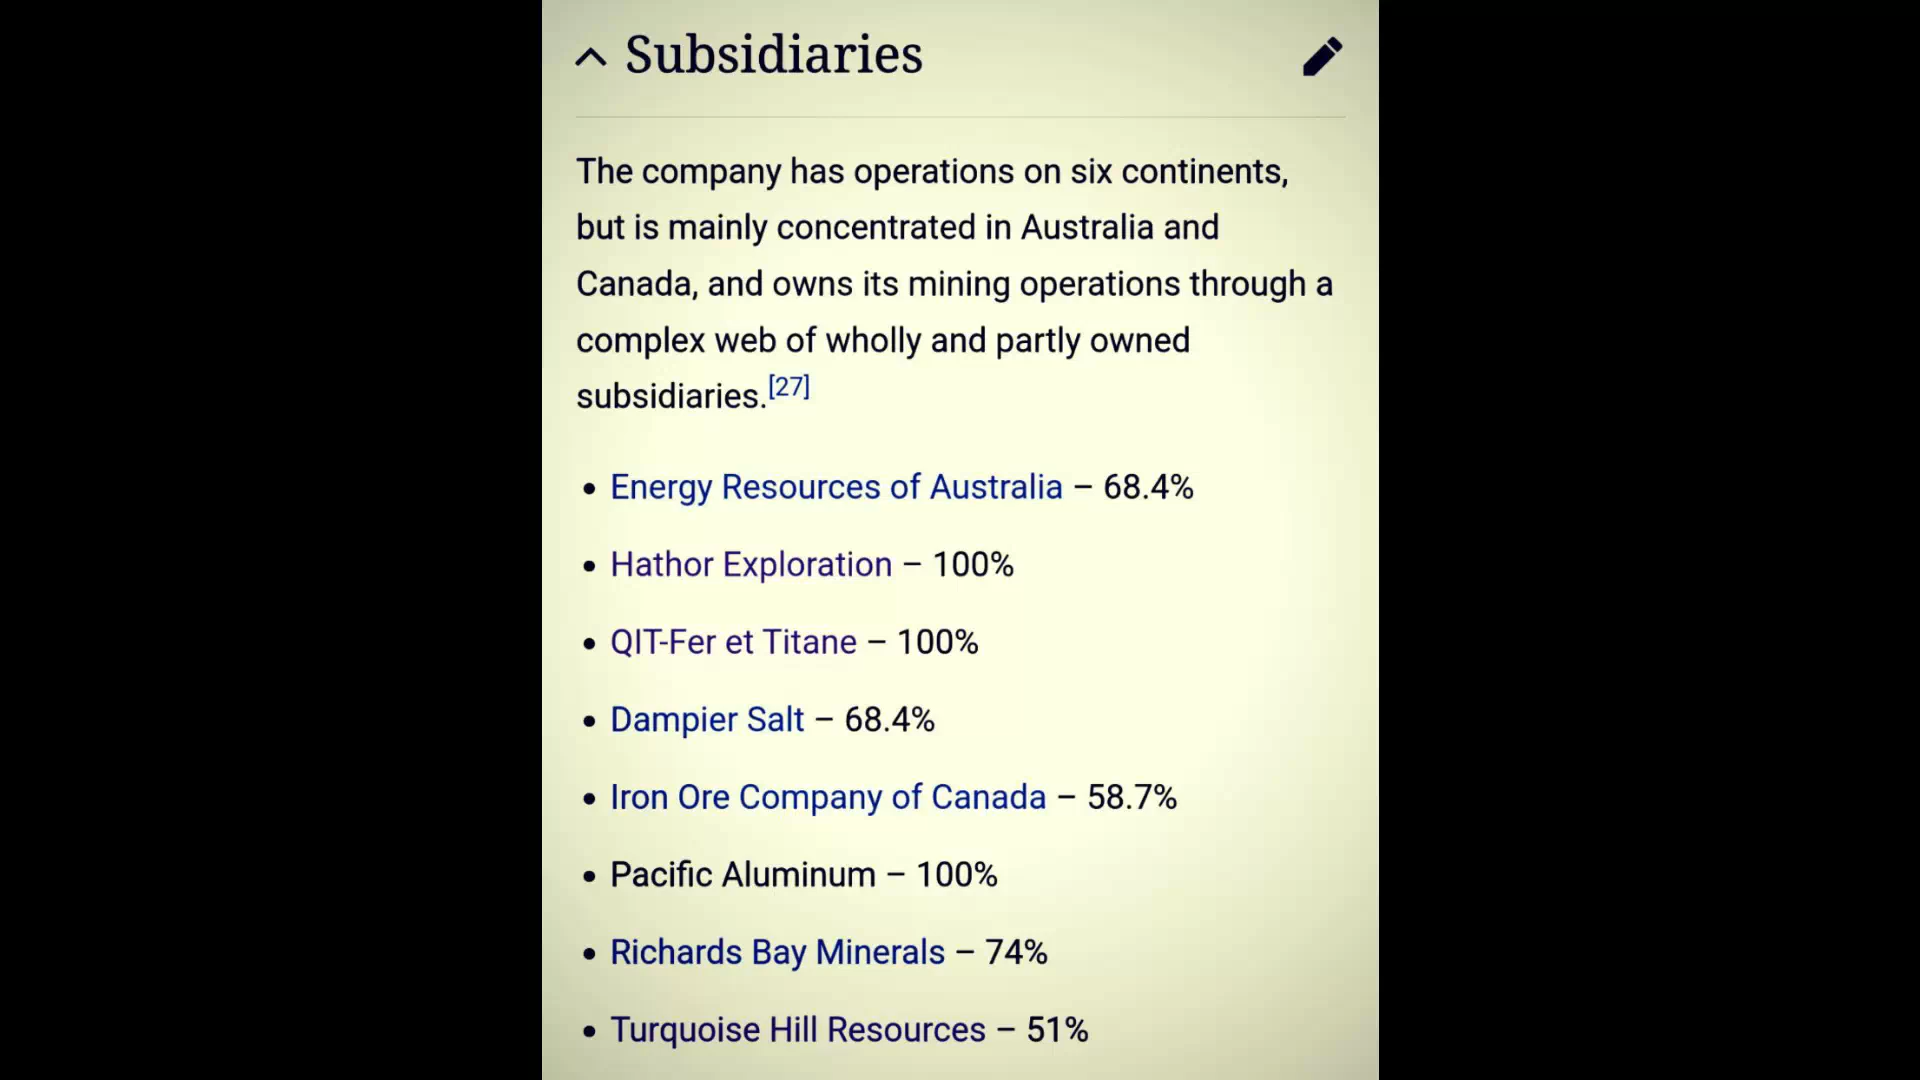 Subsidiaries
The company has operations on six continents,
but is mainly concentrated in Australia and
Canada, and owns its mining operations through a
complex web of wholly and partly owned
subsidiaries.[27]
• Energy Resources of Australia – 68.4%
• Hathor Exploration – 100%
• QIT-Fer et Titane – 100%
• Dampier Salt – 68.4%
• Iron Ore Company of Canada – 58.7%
• Pacific Aluminum – 100%
• Richards Bay Minerals – 74%
• Turquoise Hill Resources – 51%